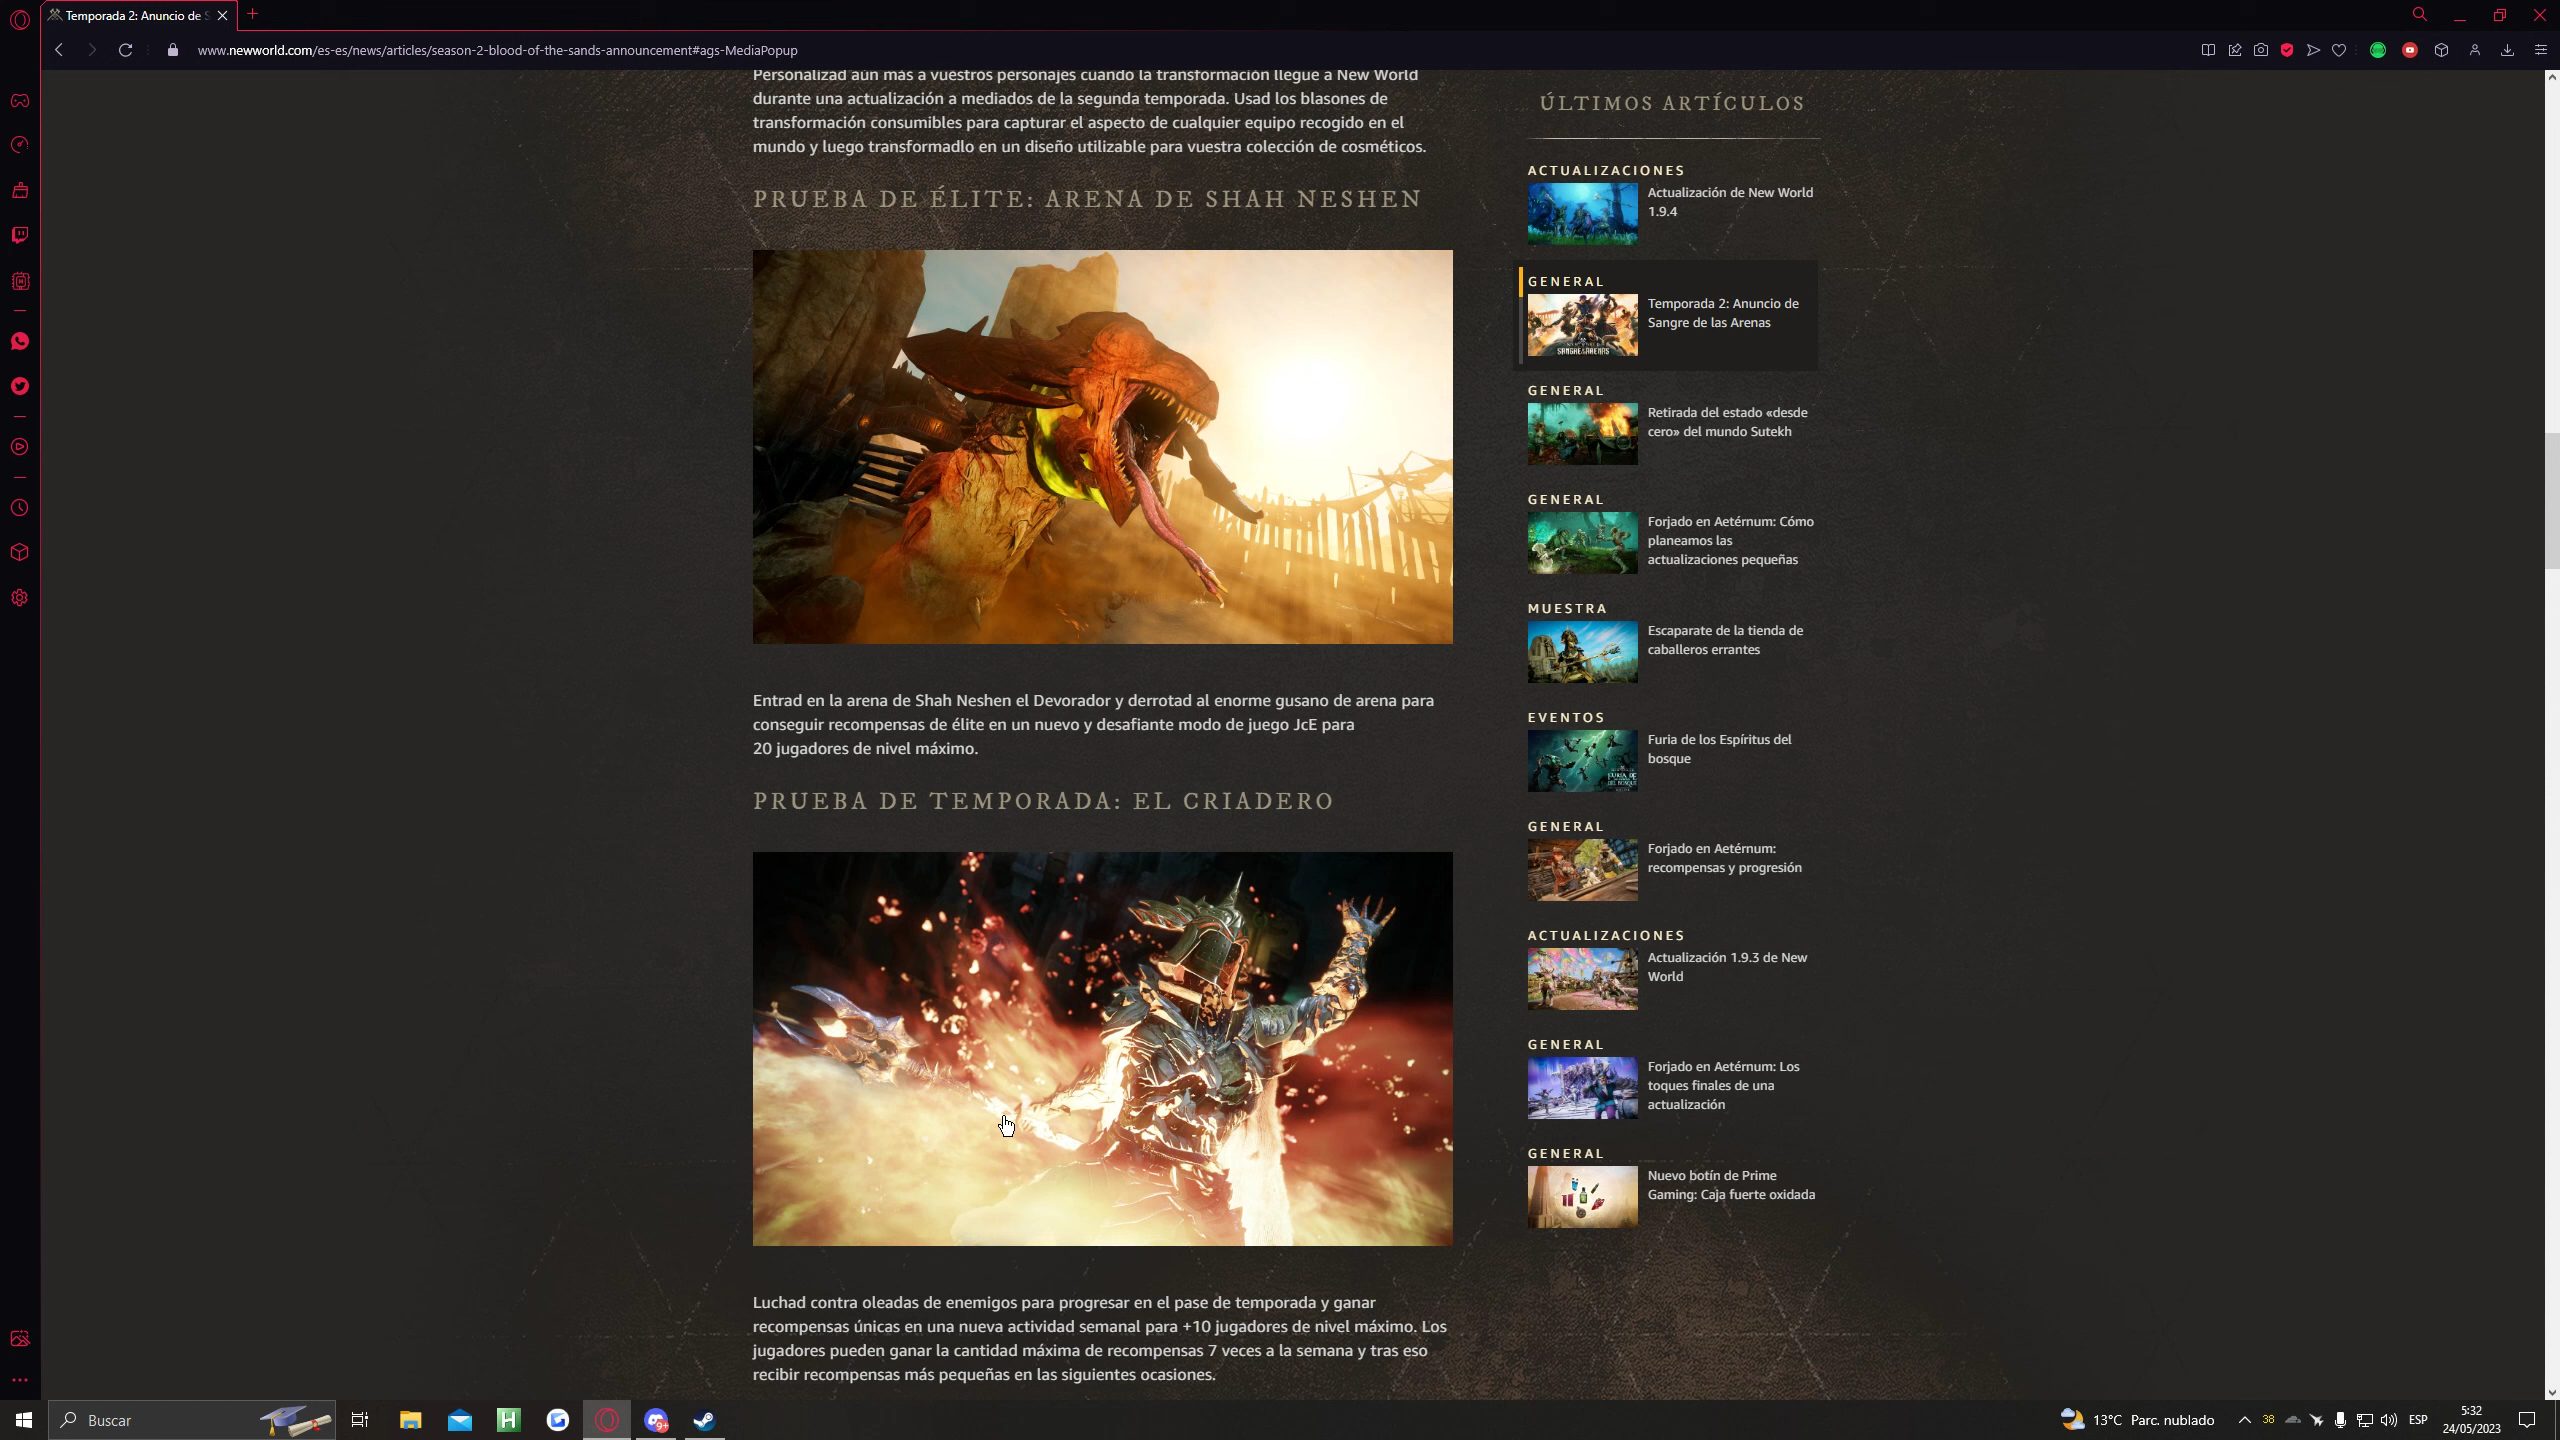 Temporada 2: Anuncio de S
www.newworld.com/es-es/news/articles/season-2-blood-of-the-sands-announcement#ags-MediaPopup
Personalizad aún más a vuestros personajes cuando la transformación llegue a New World
durante una actualización a mediados de la segunda temporada. Usad los blasones de
transformación consumibles para capturar el aspecto de cualquier equipo recogido en el
mundo y luego transformadlo en un diseño utilizable para vuestra colección de cosméticos.
PRUEBA DE ÉLITE: ARENA DE SHAH NESHEN
Entrad en la arena de Shah Neshen el Devorador y derrotad al enorme gusano de arena para
conseguir recompensas de élite en un nuevo y desafiante modo de juego JcE para
20 jugadores de nivel máximo.
PRUEBA DE TEMPORADA: EL CRIADERO
Luchad contra oleadas de enemigos para progresar en el pase de temporada y ganar
recompensas únicas en una nueva actividad semanal para +10 jugadores de nivel máximo. Los
jugadores pueden ganar la cantidad máxima de recompensas 7 veces a la semana y tras eso
recibir recompensas más pequeñas en las siguientes ocasiones.
ÚLTIMOS ARTÍCULOS
ACTUALIZACIONES
Actualización de New World
1.9.4
GENERAL
Temporada 2: Anuncio de
Sangre de las Arenas
GENERAL
Retirada del estado «desde
cero» del mundo Sutekh
GENERAL
Forjado en Aetérnum: Cómo
planeamos las
actualizaciones pequeñas
MUESTRA
Escaparate de la tienda de
caballeros errantes
EVENTOS
Furia de los Espíritus del
bosque
GENERAL
Forjado en Aetérnum:
recompensas y progresión
ACTUALIZACIONES
Actualización 1.9.3 de New
World
GENERAL
Forjado en Aetérnum: Los
toques finales de una
actualización
GENERAL
Nuevo botín de Prime
Gaming: Caja fuerte oxidada
Buscar
9+
13°C Parc. nublado
38
ESP
5:32
24/05/2023